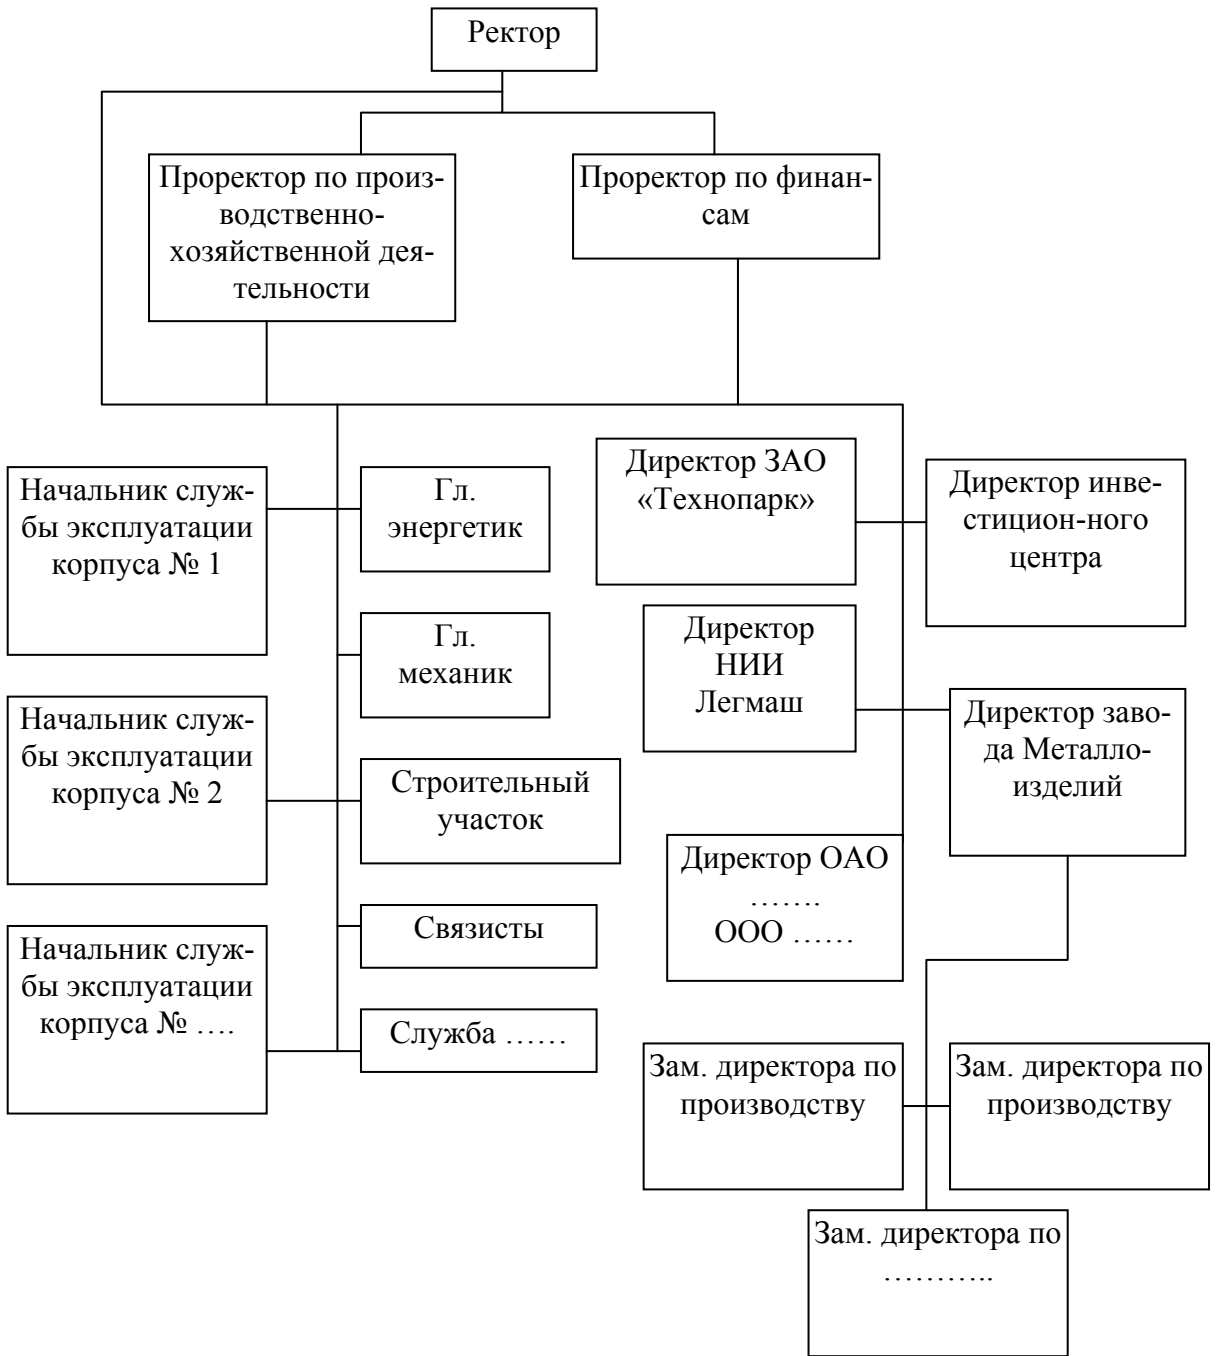 Ректор
Проректор по произ-
водственно-
хозяйственной дея-
тельности
Проректор по финан-
сам
Начальник служ-
бы эксплуатации
корпуса № 1
Гл.
энергетик
Директор ЗАО
«Технопарк»
Директор инве-
стицион-ного
центра
Гл.
механик
Директор
НИИ
Легмаш
Начальник служ-
бы эксплуатации
корпуса № 2
Директор заво-
да Металло-
изделий
Строительный
участок
Директор ОАО
…….
ООО ……
Связисты
Начальник служ-
бы эксплуатации
корпуса № ….
Служба ……
Зам. директора по
производству
Зам. директора по
производству
Зам. директора по
………..